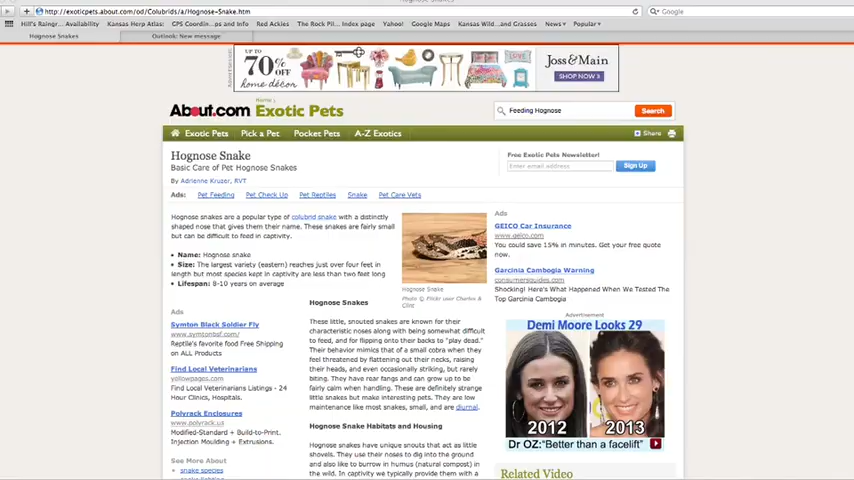 http://exoticpets.about.com/od/Colubrids/a/Hognose-Snake.htm
Google
Hill's Raingr...Availability Kansas Herp Atlas: GPS Coordin...ps and Info Red Ackies The Rock Pil... Index page Yahoo! Google Maps Kansas Wild...and Grasses News Popular
Hognose Snakes
Outlook: New message
UP TO
70% OFF
home décor
LOVE
JOSS & MAIN
SHOP NOW
Home
About.com Exotic Pets
Feeding Hognose
Search
Exotic Pets Pick a Pet Pocket Pets A-Z Exotics
Share
Hognose Snake
Basic Care of Pet Hognose Snakes
By Adrienne Kruzer, RVT
Free Exotic Pets Newsletter!
Enter email address
Sign Up
Ads: Pet Feeding Pet Check Up Pet Reptiles Snake Pet Care Vets
Hognose snakes are a popular type of colubrid snake with a distinctly
shaped nose that gives them their name. These snakes are fairly small
but can be difficult to feed in captivity.
• Name: Hognose snake
• Size: The largest variety (eastern) reaches just over four feet in
length but most species kept in captivity are less than two feet long
• Lifespan: 8-10 years on average
Hognose Snake
Photo © Flickr user Charles &
Clint
Ads
GEICO Car Insurance
www.geico.com
You could save 15% in minutes. Get your free quote
now.
Garcinia Cambogia Warning
consumersguides.com
Shocking! Here's What Happened When We Tested The
Top Garcinia Cambogia
Advertisement
Demi Moore Looks 29
2012 2013
Dr OZ:"Better than a facelift"
Related Video
Ads
Symton Black Soldier Fly
www.symtonbsf.com/
Reptile's favorite food Free Shipping
on ALL Products
Find Local Veterinarians
yellowpages.com
Find Local Veterinarians Listings - 24
Hour Clinics, Hospitals.
Polyrack Enclosures
www.polyrack.us
Modified-Standard + Build-to-Print.
Injection Moulding + Extrusions.
See More About
• snake species
Hognose Snakes
These little, snouted snakes are known for their
characteristic noses along with being somewhat difficult
to feed, and for flipping onto their backs to "play dead."
Their behavior mimics that of a small cobra when they
feel threatened by flattening out their necks, raising
their heads, and even occasionally striking, but rarely
biting. They have rear fangs and can grow up to be
fairly calm when handling. These are definitely strange
little snakes but make interesting pets. They are low
maintenance like most snakes, small, and are diurnal.
Hognose Snake Habitats and Housing
Hognose snakes have unique snouts that act as little
shovels. They use their noses to dig into the ground
and also like to burrow in humus (natural compost) in
the wild. In captivity we typically provide them with a